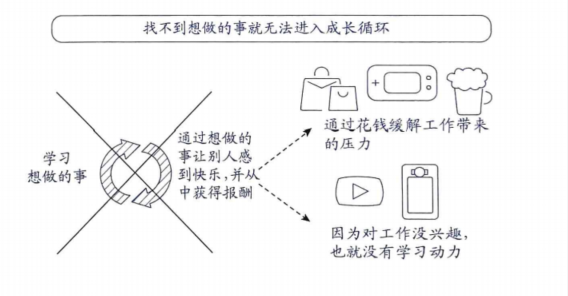 找不到想做的事就无法进入成长循环
学习
想做的事
通过想做的
事让别人感
到快乐,并从
中获得报酬
通过花钱缓解工作带来
的压力
因为对工作没兴趣，
也就没有学习动力